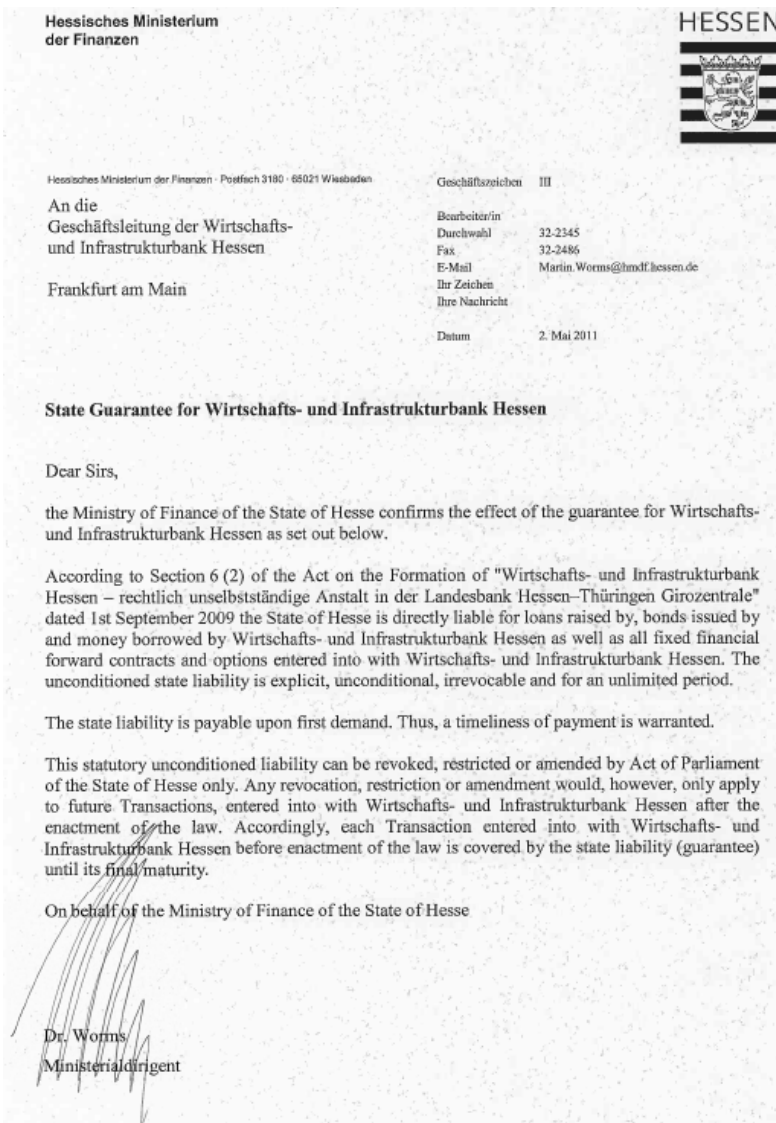 Hessisches Ministerium
der Finanzen
HESSEN
Hessisches Ministerium der Finanzen · Postfach 3180 · 65021 Wiesbaden
An die
Geschäftsleitung der Wirtschafts-
und Infrastrukturbank Hessen
Frankfurt am Main
Geschäftszeichen III
Bearbeiter/in
Durchwahl 32-2345
Fax 32-2486
E-Mail Martin.Worms@hmdf.hessen.de
Ihr Zeichen
Ihre Nachricht
Datum 2. Mai 2011
State Guarantee for Wirtschafts- und Infrastrukturbank Hessen
Dear Sirs,
the Ministry of Finance of the State of Hesse confirms the effect of the guarantee for Wirtschafts-
und Infrastrukturbank Hessen as set out below.
According to Section 6 (2) of the Act on the Formation of "Wirtschafts- und Infrastrukturbank
Hessen – rechtlich unselbstständige Anstalt in der Landesbank Hessen–Thüringen Girozentrale"
dated 1st September 2009 the State of Hesse is directly liable for loans raised by, bonds issued by
and money borrowed by Wirtschafts- und Infrastrukturbank Hessen as well as all fixed financial
forward contracts and options entered into with Wirtschafts- und Infrastrukturbank Hessen. The
unconditioned state liability is explicit, unconditional, irrevocable and for an unlimited period.
The state liability is payable upon first demand. Thus, a timeliness of payment is warranted.
This statutory unconditioned liability can be revoked, restricted or amended by Act of Parliament
of the State of Hesse only. Any revocation, restriction or amendment would, however, only apply
to future Transactions, entered into with Wirtschafts- und Infrastrukturbank Hessen after the
enactment of the law. Accordingly, each Transaction entered into with Wirtschafts- und
Infrastrukturbank Hessen before enactment of the law is covered by the state liability (guarantee)
until its final maturity.
On behalf of the Ministry of Finance of the State of Hesse
Dr. Worms
Ministerialdirigent